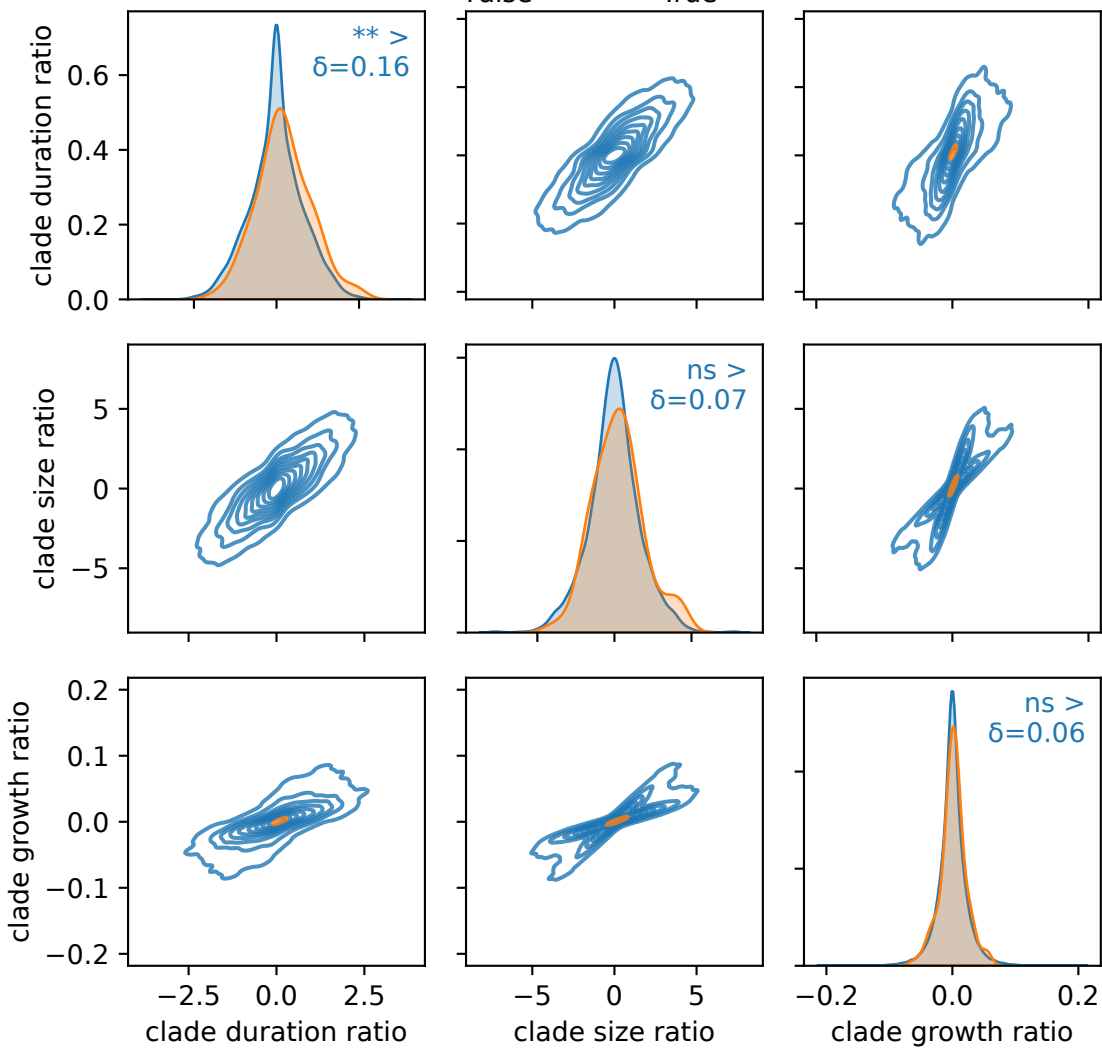 clade duration ratio
0.6
0.4
0.2
0.0
** >
δ=0.16
clade size ratio
5
0
−5
ns >
δ=0.07
clade growth ratio
0.2
0.1
0.0
−0.1
−0.2
ns >
δ=0.06
−2.5 0.0 2.5
−5 0 5
−0.2 0.0 0.2
clade duration ratio
clade size ratio
clade growth ratio